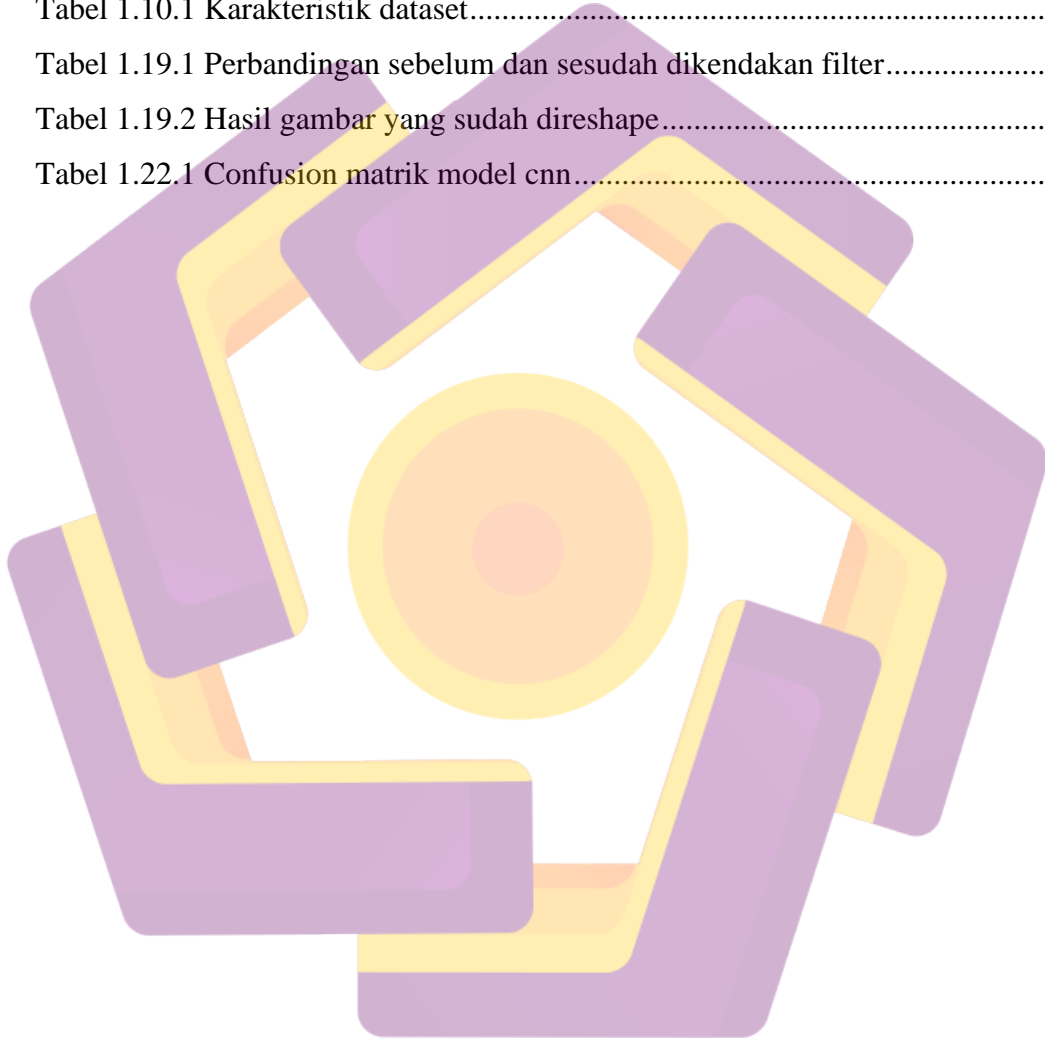 Tabel 1.10.1 Karakteristik dataset......................................................................
Tabel 1.19.1 Perbandingan sebelum dan sesudah dikendakan filter....................
Tabel 1.19.2 Hasil gambar yang sudah direshape................................................
Tabel 1.22.1 Confusion matrik model cnn..........................................................